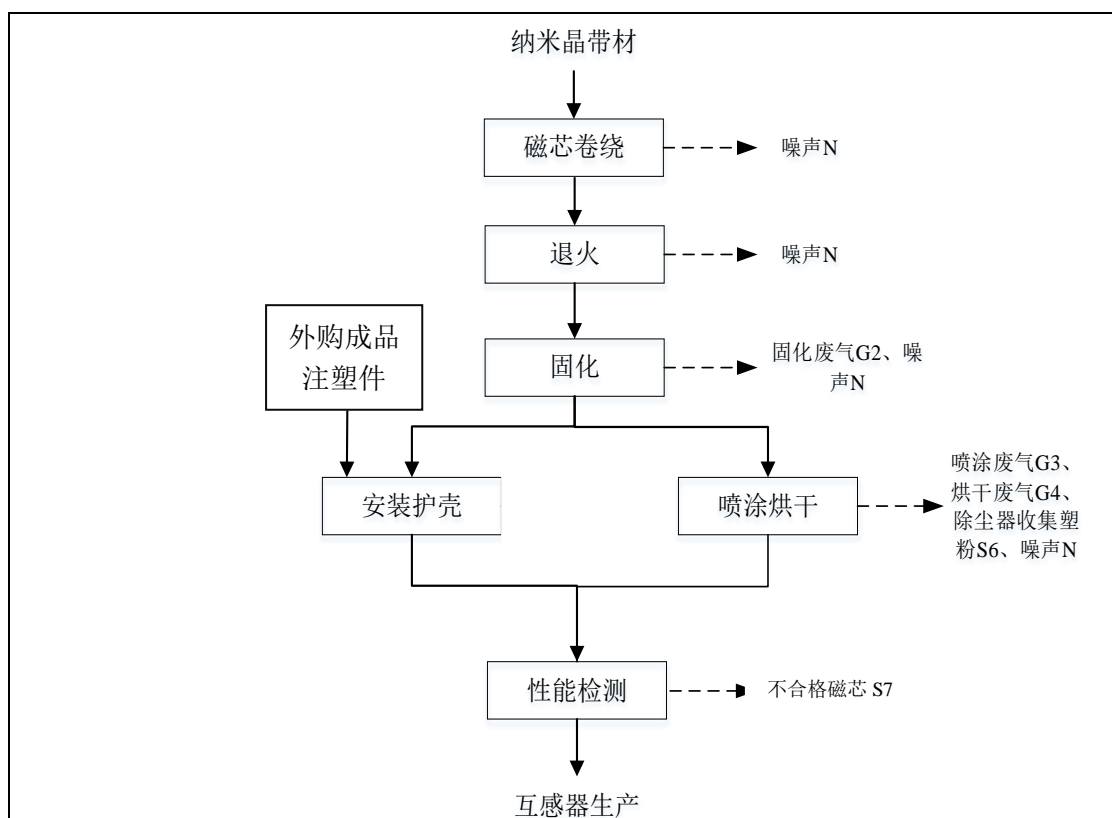 纳米晶带材
磁芯卷绕
噪声N
退火
噪声N
外购成品
注塑件
固化
固化废气G2、噪
声N
安装护壳
喷涂烘干
喷涂废气G3、
烘干废气G4、
除尘器收集塑
粉S6、噪声N
性能检测
不合格磁芯 S7
互感器生产